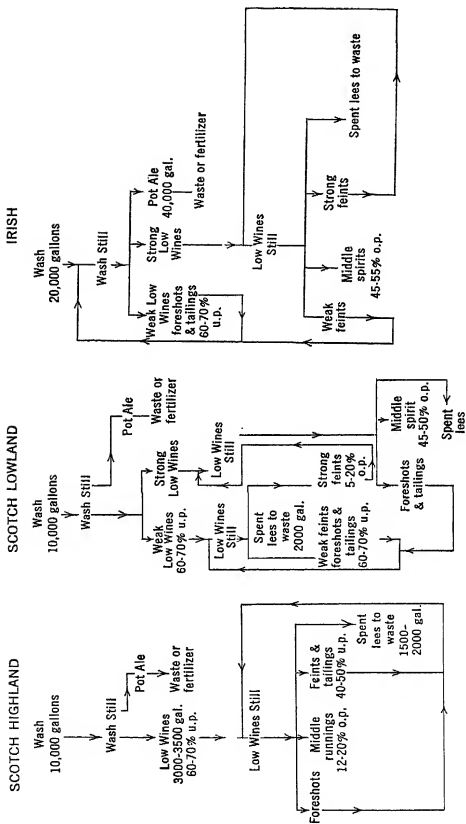 SCOTCH HIGHLAND
Wash
10,000 gallons
Wash Still
Pot Ale
Waste or
fertilizer
Low Wines
3000-3500 gal.
60-70% u.p.
Low Wines Still
Foreshots
Middle
runnings
12-20% o.p.
Feints &
tailings
40-50% u.p.
Spent
lees to
waste
1500-
2000 gal.
SCOTCH LOWLAND
Wash
10,000 gallons
Wash Still
Pot Ale
Waste or
fertilizer
Weak
Low Wines
60-70% u.p.
Strong
Low Wines
Low Wines
Still
Low Wines
Still
Spent
lees to
waste
2000 gal.
Strong
feints
5-20%
o.p.
Weak feints
foreshots &
tailings
60-70% u.p.
Foreshots
& tailings
Middle
spirit
45-50% o.p.
Spent
lees
IRISH
Wash
20,000 gallons
Wash Still
Weak Low
Wines
foreshots
& tailings
60-70%
u.p.
Strong
Low
Wines
Pot Ale
40,000 gal.
Waste or fertilizer
Low Wines
Still
Weak
feints
Middle
spirits
45-55% o.p.
Strong
feints
Spent lees to waste